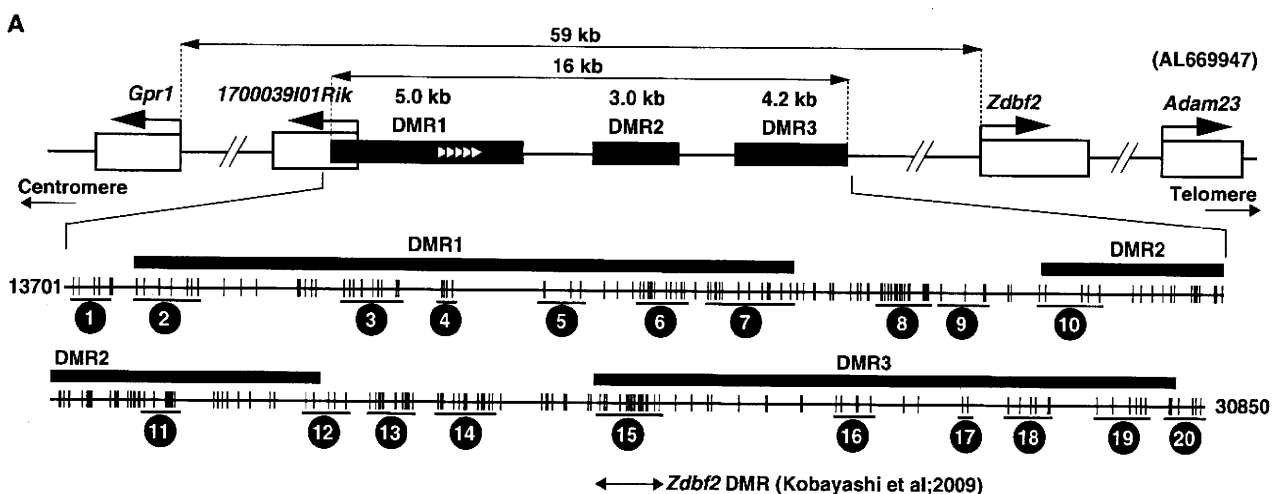 A
59 kb
(AL669947)
16 kb
Gpr1 1700039I01Rik 5.0 kb 3.0 kb 4.2 kb Zdbf2 Adam23
DMR1 DMR2 DMR3
Centromere Telomere
DMR1 DMR2
13701
1 2 3 4 5 6 7 8 9 10
DMR2 DMR3
30850
11 12 13 14 15 16 17 18 19 20
Zdbf2 DMR (Kobayashi et al;2009)